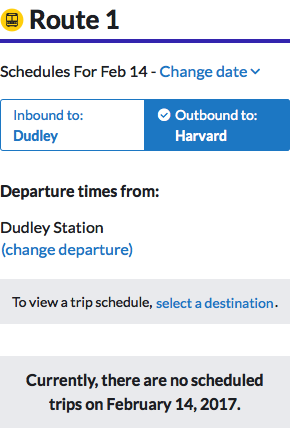 Route 1
Schedules For Feb 14 - Change date
Inbound to:
Dudley
Outbound to:
Harvard
Departure times from:
Dudley Station
(change departure)
To view a trip schedule, select a destination.
Currently, there are no scheduled
trips on February 14, 2017.